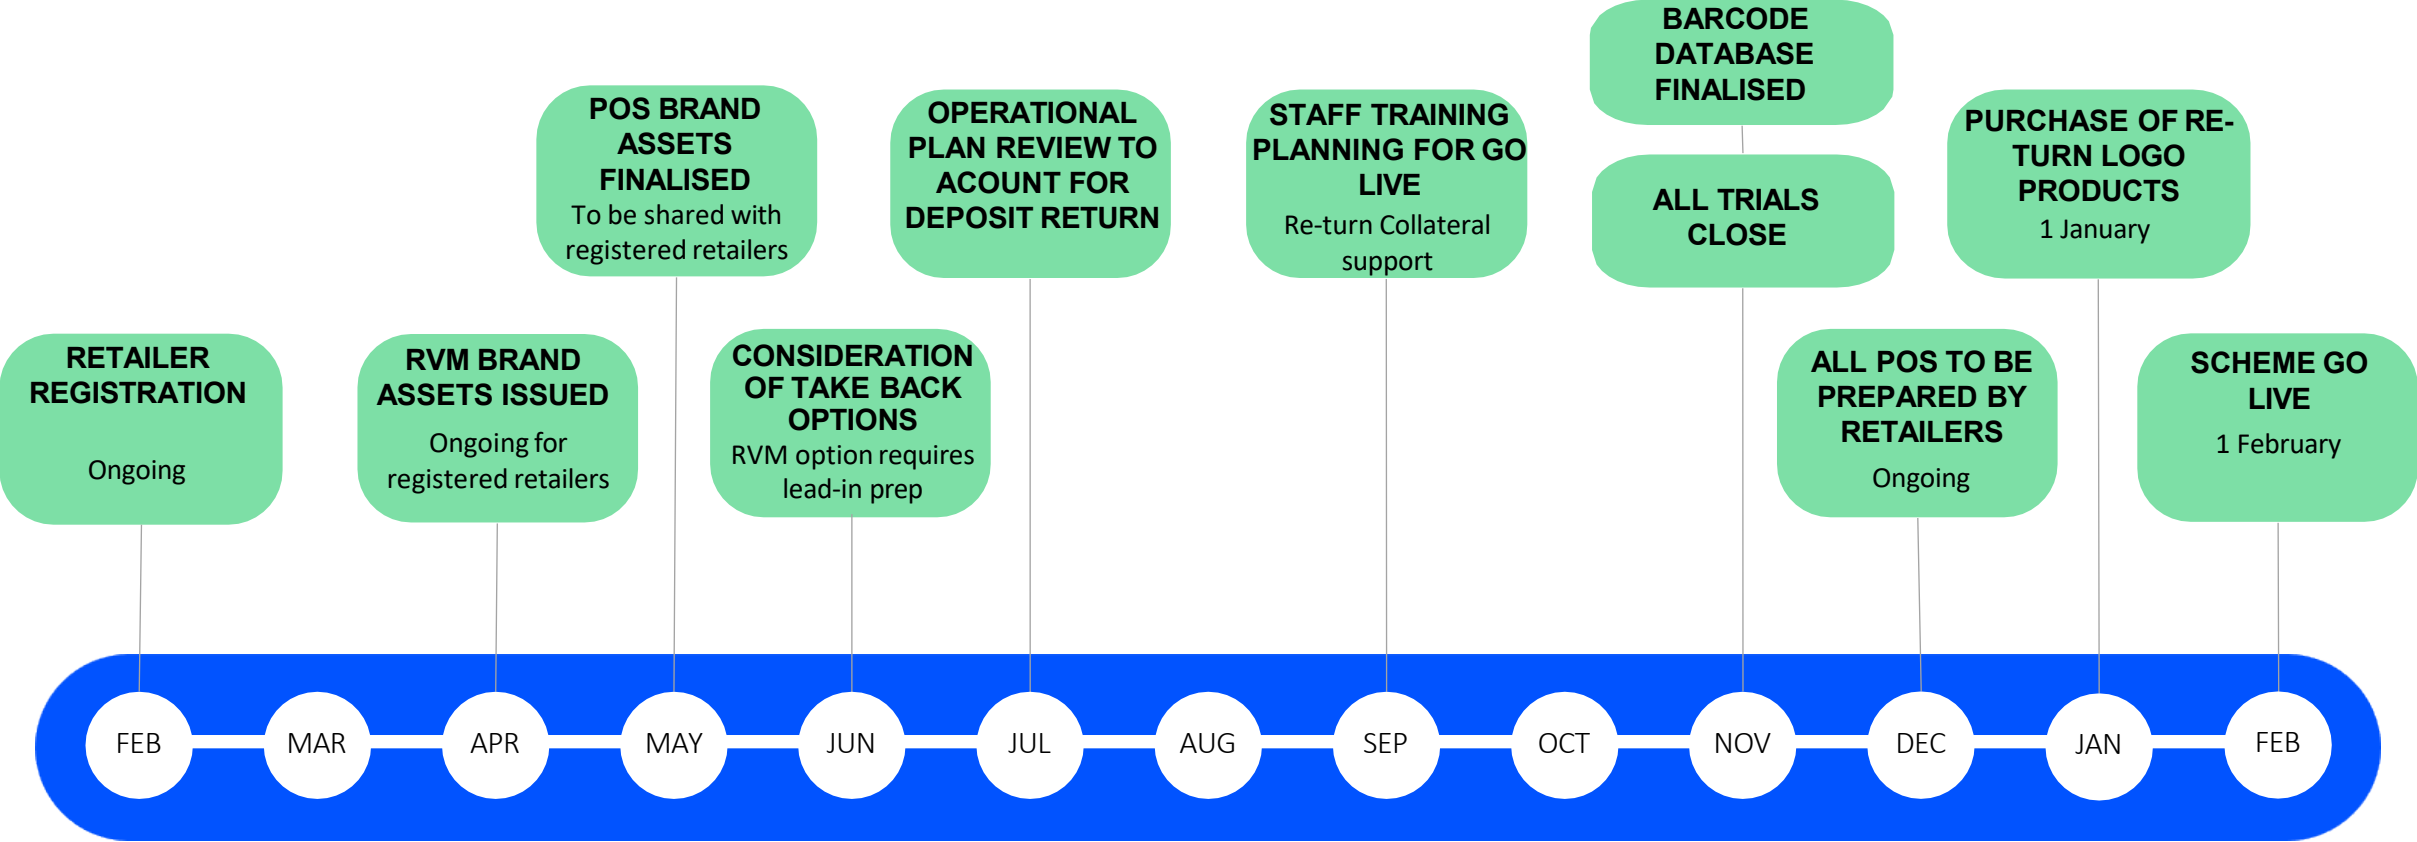 RETAILER
REGISTRATION
Ongoing
RVM BRAND
ASSETS ISSUED
Ongoing for
registered retailers
POS BRAND
ASSETS
FINALISED
To be shared with
registered retailers
CONSIDERATION
OF TAKE BACK
OPTIONS
RVM option requires
lead-in prep
OPERATIONAL
PLAN REVIEW TO
ACOUNT FOR
DEPOSIT RETURN
STAFF TRAINING
PLANNING FOR GO
LIVE
Re-turn Collateral
support
BARCODE
DATABASE
FINALISED
ALL TRIALS
CLOSE
ALL POS TO BE
PREPARED BY
RETAILERS
Ongoing
PURCHASE OF RE-
TURN LOGO
PRODUCTS
1 January
SCHEME GO
LIVE
1 February
FEB
MAR
APR
MAY
JUN
JUL
AUG
SEP
OCT
NOV
DEC
JAN
FEB